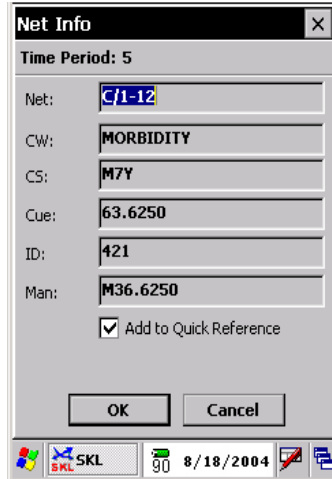 Net Info
Time Period: 5
Net: C/1-12
CW: MORBIDITY
CS: M7Y
Cue: 63.6250
ID: 421
Man: M36.6250
Add to Quick Reference
OK Cancel
SKL SKL 90 8/18/2004